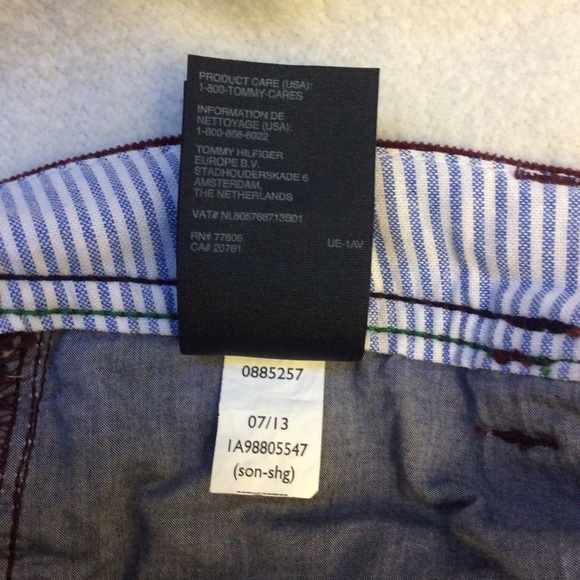 PRODUCT CARE (USA):
1-800-TOMMY-CARES
INFORMATION DE
NETTOYAGE (USA):
1-800-866-6922
TOMMY HILFIGER
EUROPE B.V.
STADHOUDERSKADE 6
AMSTERDAM,
THE NETHERLANDS
VAT# NL805768713B01
RN# 77806
CA# 20781
UE-1AV
0885257
07/13
1A98805547
(son-shg)